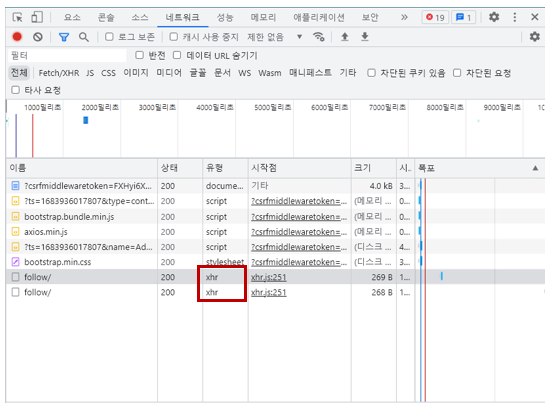 요소 콘솔 소스 네트워크 성능 메모리 애플리케이션 보안 » 19 1
로그 보존 캐시 사용 중지 제한 없음
필터 반전 데이터 URL 숨기기
전체 Fetch/XHR JS CSS 이미지 미디어 글꼴 문서 WS Wasm 매니페스트 기타 차단된 쿠키 있음 차단된 요청
타사 요청
1000밀리초 2000밀리초 3000밀리초 4000밀리초 5000밀리초 6000밀리초 7000밀리초 8000밀리초 9000밀리초 10
이름 상태 유형 시작점 크기 시.. 폭포
?csrfmiddlewaretoken=FXHyi6X... 200 docume... 기타 4.0 kB 3...
?ts=1683936017807&type=cont... 200 script ?csrfmiddlewaretoken=... (메모리 ... 0...
bootstrap.bundle.min.js 200 script ?csrfmiddlewaretoken=... (메모리 ... 0...
axios.min.js 200 script ?csrfmiddlewaretoken=... (메모리 ... 0...
?ts=1683936017807&name=Ad... 200 script ?csrfmiddlewaretoken=... (디스크 ... 4...
bootstrap.min.css 200 stylesheet ?csrfmiddlewaretoken=... (디스크 ... 3...
follow/ 200 xhr xhr.js:251 269 B 1...
follow/ 200 xhr xhr.js:251 268 B 1...